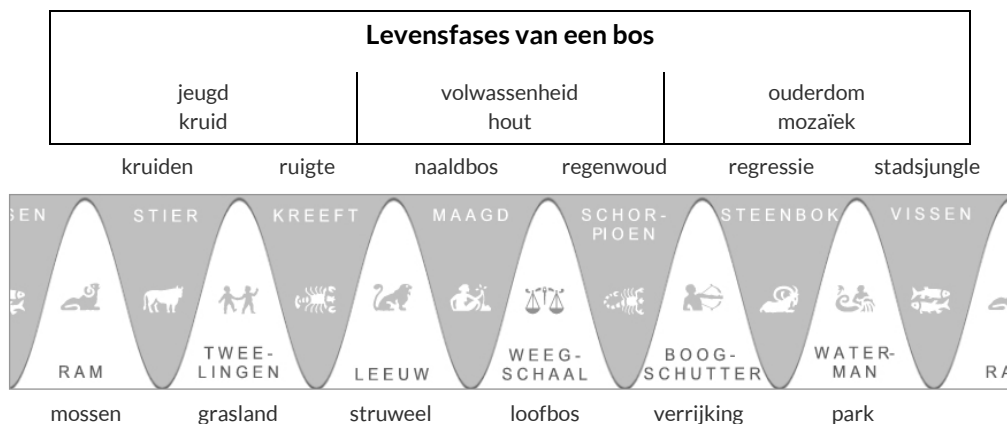 Levensfases van een bos
jeugd
kruid
volwassenheid
hout
ouderdom
mozaïek
kruiden ruigte naaldbos regenwoud regressie stadsjungle
SEN STIER KREEFT MAAGD SCHOR-
PIOEN STEENBOK VISSEN
RAM TWEE-
LINGEN LEEUW WEEG-
SCHAAL BOOG-
SCHUTTER WATER-
MAN RA
mossen grasland struweel loofbos verrijking park